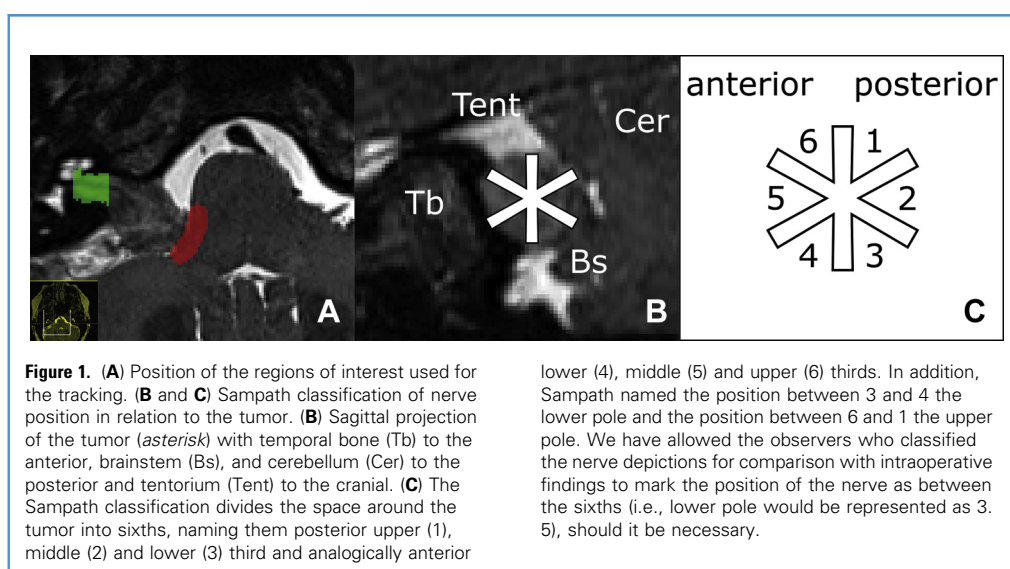 A
Tent
Cer
Tb
Bs
B
anterior posterior
6 1
5 2
4 3
C
Figure 1. (A) Position of the regions of interest used for
the tracking. (B and C) Sampath classification of nerve
position in relation to the tumor. (B) Sagittal projection
of the tumor (asterisk) with temporal bone (Tb) to the
anterior, brainstem (Bs), and cerebellum (Cer) to the
posterior and tentorium (Tent) to the cranial. (C) The
Sampath classification divides the space around the
tumor into sixths, naming them posterior upper (1),
middle (2) and lower (3) third and analogically anterior
lower (4), middle (5) and upper (6) thirds. In addition,
Sampath named the position between 3 and 4 the
lower pole and the position between 6 and 1 the upper
pole. We have allowed the observers who classified
the nerve depictions for comparison with intraoperative
findings to mark the position of the nerve as between
the sixths (i.e., lower pole would be represented as 3.
5), should it be necessary.